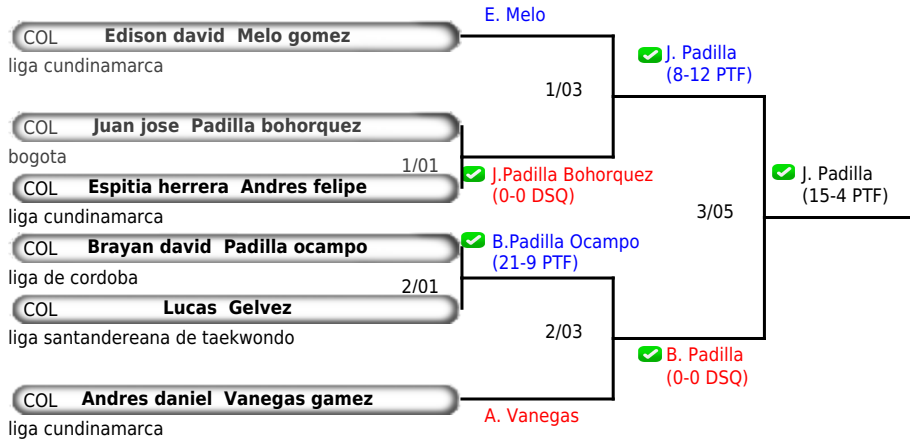 E. Melo
COL Edison david Melo gomez
liga cundinamarca
J. Padilla
(8-12 PTF)
1/03
COL Juan jose Padilla bohorquez
bogota
1/01
J.Padilla Bohorquez
(0-0 DSQ)
COL Espitia herrera Andres felipe
liga cundinamarca
J. Padilla
(15-4 PTF)
3/05
COL Brayan david Padilla ocampo
liga de cordoba
B.Padilla Ocampo
(21-9 PTF)
2/01
COL Lucas Gelvez
liga santandereana de taekwondo
2/03
B. Padilla
(0-0 DSQ)
COL Andres daniel Vanegas gamez
liga cundinamarca
A. Vanegas